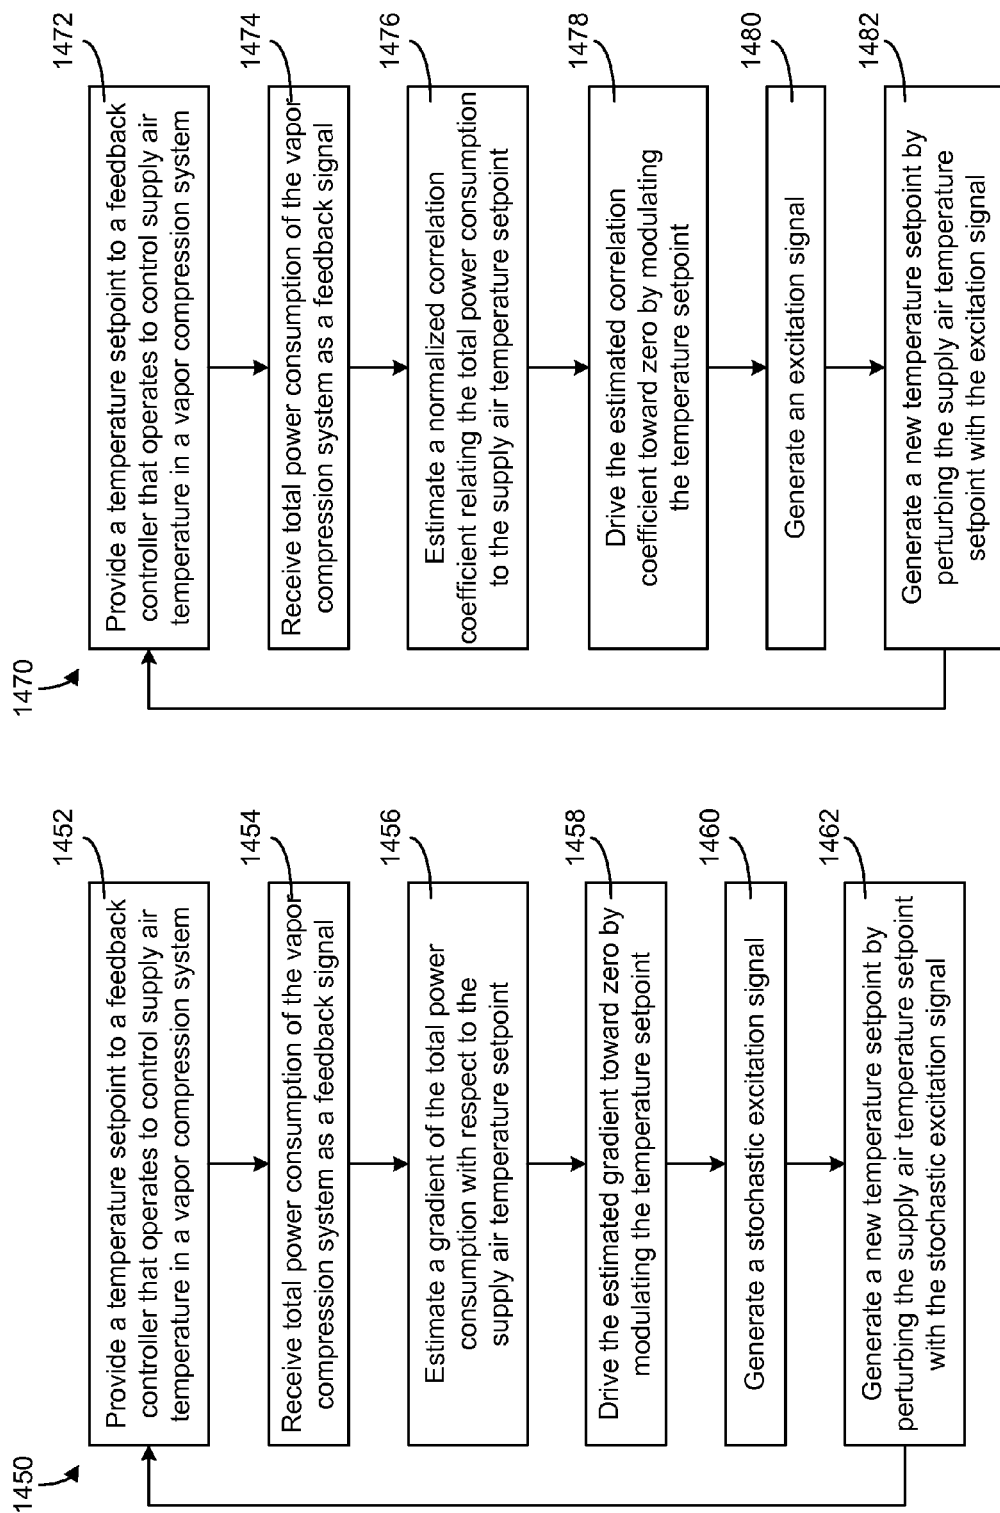 1450
Provide a temperature setpoint to a feedback
controller that operates to control supply air
temperature in a vapor compression system
1452
Receive total power consumption of the vapor
compression system as a feedback signal
1454
Estimate a gradient of the total power
consumption with respect to the
supply air temperature setpoint
1456
Drive the estimated gradient toward zero by
modulating the temperature setpoint
1458
Generate a stochastic excitation signal
1460
Generate a new temperature setpoint by
perturbing the supply air temperature setpoint
with the stochastic excitation signal
1462
1470
Provide a temperature setpoint to a feedback
controller that operates to control supply air
temperature in a vapor compression system
1472
Receive total power consumption of the vapor
compression system as a feedback signal
1474
Estimate a normalized correlation
coefficient relating the total power consumption
to the supply air temperature setpoint
1476
Drive the estimated correlation
coefficient toward zero by modulating
the temperature setpoint
1478
Generate an excitation signal
1480
Generate a new temperature setpoint by
perturbing the supply air temperature
setpoint with the excitation signal
1482